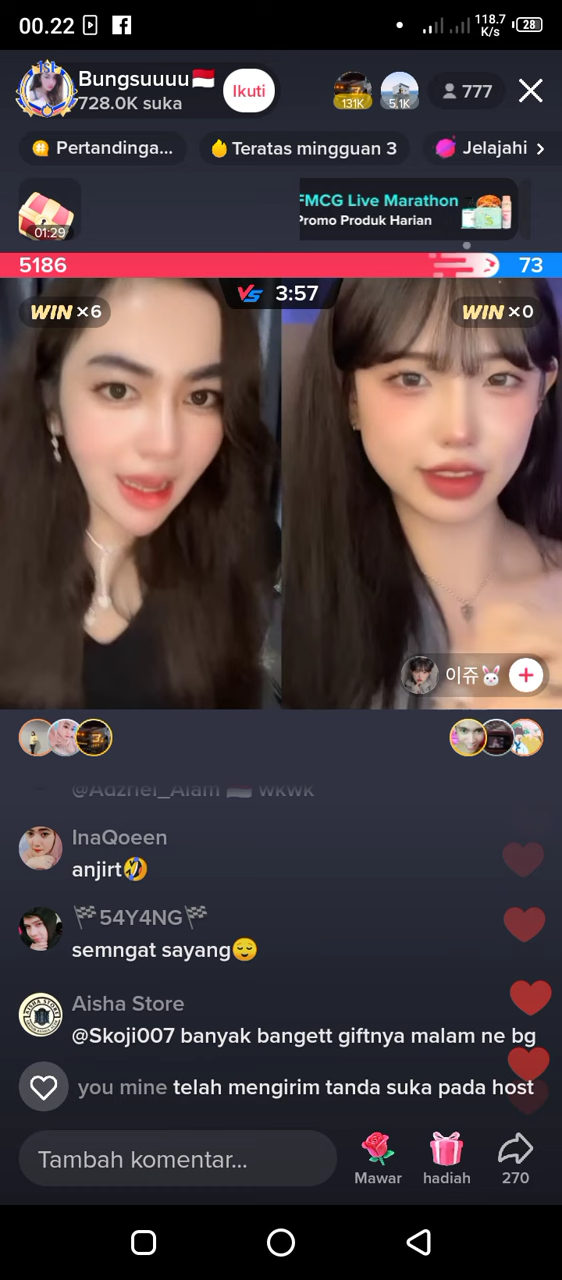 00.22
118.7
K/s
28
Bungsuuuu🇮🇩
728.0K suka
Ikuti
131K
5,1K
777
Pertandinga...
Teratas mingguan 3
Jelajahi
01:29
FMCG Live Marathon
Promo Produk Harian
5186
73
VS 3:57
WIN ×6
WIN ×0
이쥬🐰
@Adzriel_Alam 🇮🇩 wkwk
InaQoeen
anjirt🤣
🏁54Y4NG🏁
semngat sayang😌
Aisha Store
@Skoji007 banyak bangett giftnya malam ne bg
you mine telah mengirim tanda suka pada host
Tambah komentar...
Mawar
hadiah
270